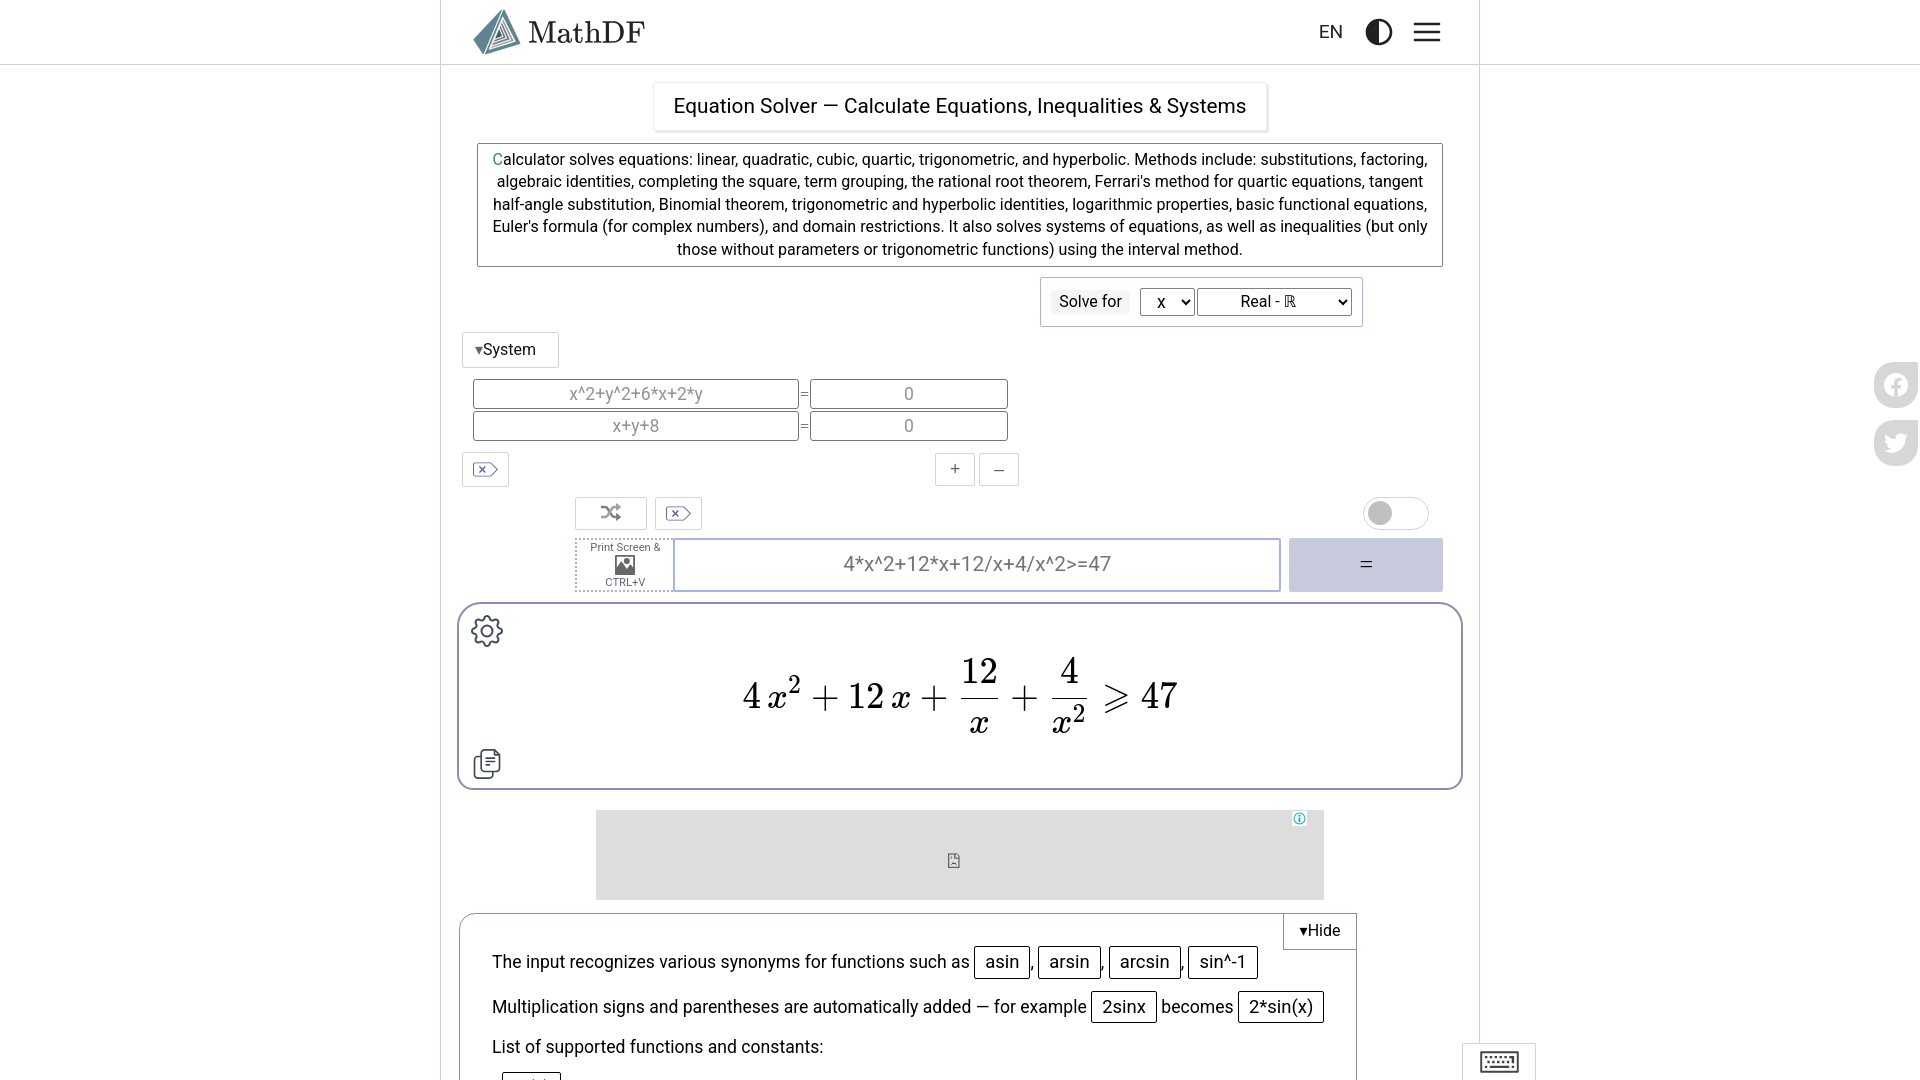 MathDF
EN
Equation Solver — Calculate Equations, Inequalities & Systems
Calculator solves equations: linear, quadratic, cubic, quartic, trigonometric, and hyperbolic. Methods include: substitutions, factoring,
algebraic identities, completing the square, term grouping, the rational root theorem, Ferrari's method for quartic equations, tangent
half-angle substitution, Binomial theorem, trigonometric and hyperbolic identities, logarithmic properties, basic functional equations,
Euler's formula (for complex numbers), and domain restrictions. It also solves systems of equations, as well as inequalities (but only
those without parameters or trigonometric functions) using the interval method.
Solve for x Real - ℝ
▾System
x^2+y^2+6*x+2*y = 0
x+y+8 = 0
+ –
Print Screen &
CTRL+V
4*x^2+12*x+12/x+4/x^2>=47
=
4 x² + 12 x + 12/x + 4/x² ⩾ 47
▾Hide
The input recognizes various synonyms for functions such as asin, arsin, arcsin, sin^-1
Multiplication signs and parentheses are automatically added — for example 2sinx becomes 2*sin(x)
List of supported functions and constants: